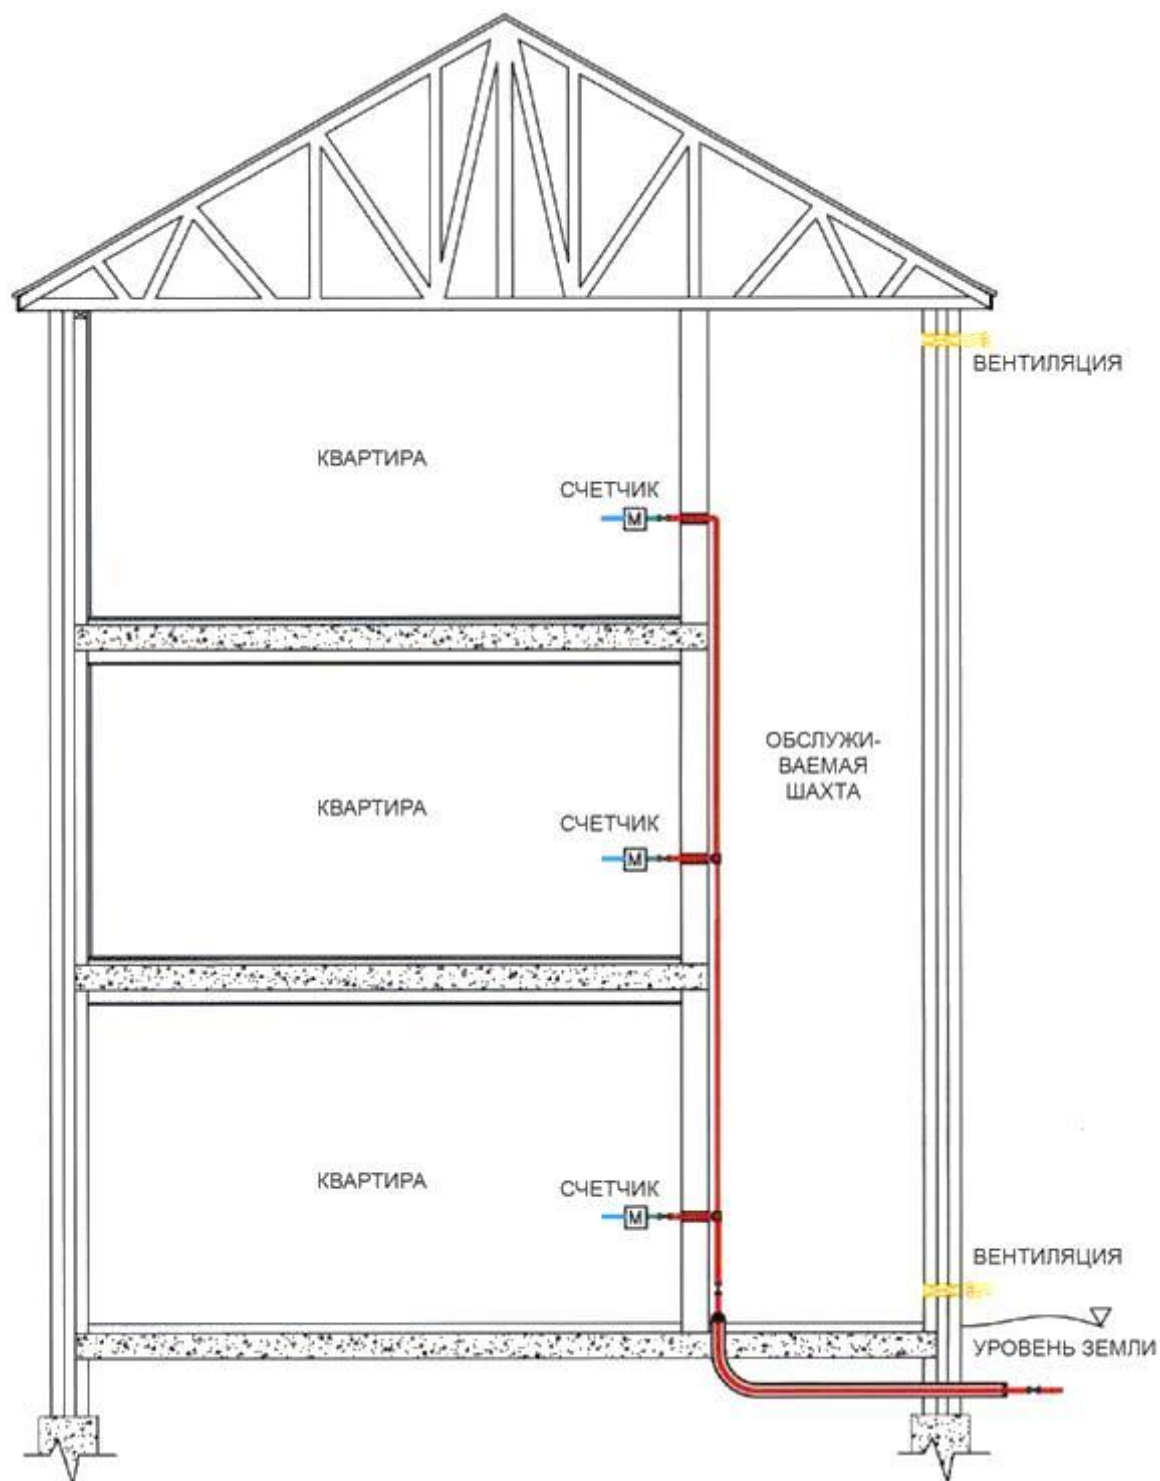 ВЕНТИЛЯЦИЯ
КВАРТИРА
СЧЕТЧИК
М
ОБСЛУЖИ-
ВАЕМАЯ
ШАХТА
КВАРТИРА
СЧЕТЧИК
М
КВАРТИРА
СЧЕТЧИК
М
ВЕНТИЛЯЦИЯ
УРОВЕНЬ ЗЕМЛИ